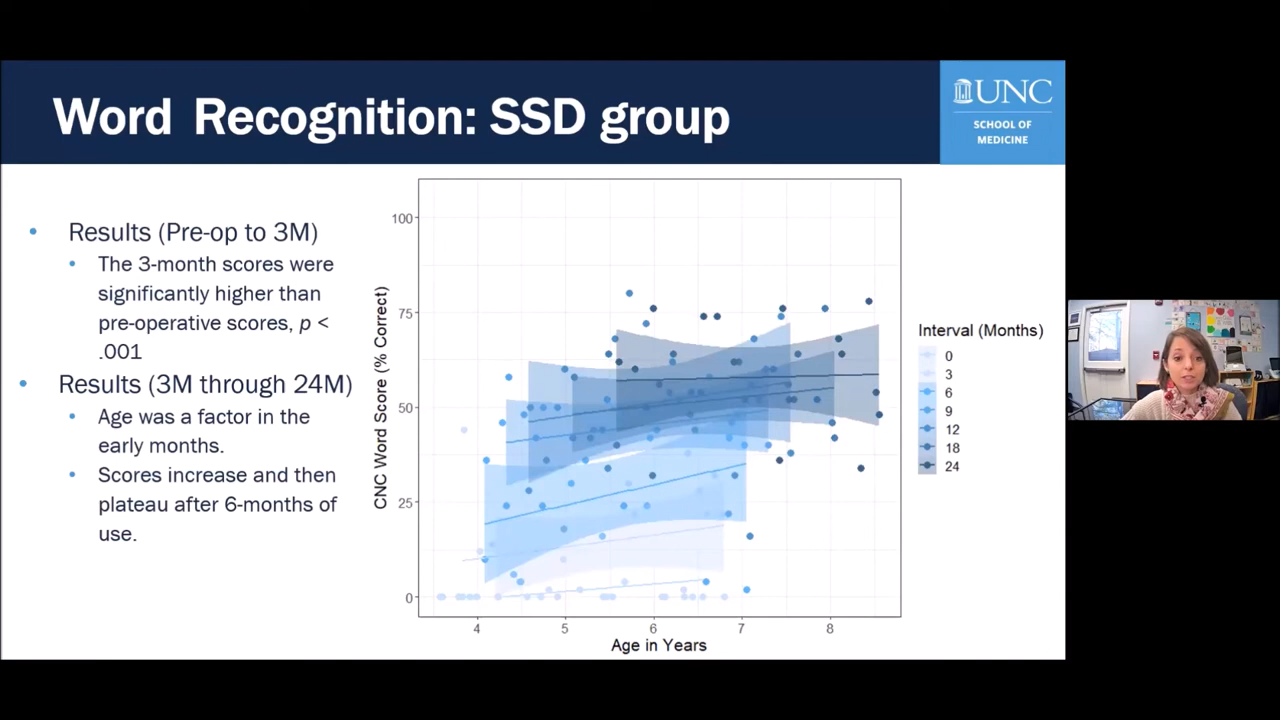 Word Recognition: SSD group
UNC
SCHOOL OF
MEDICINE
• Results (Pre-op to 3M)
• The 3-month scores were
significantly higher than
pre-operative scores, p <
.001
• Results (3M through 24M)
• Age was a factor in the
early months.
• Scores increase and then
plateau after 6-months of
use.
CNC Word Score (% Correct)
100
75
50
25
0
4 5 6 7 8
Age in Years
Interval (Months)
0
3
6
9
12
18
24